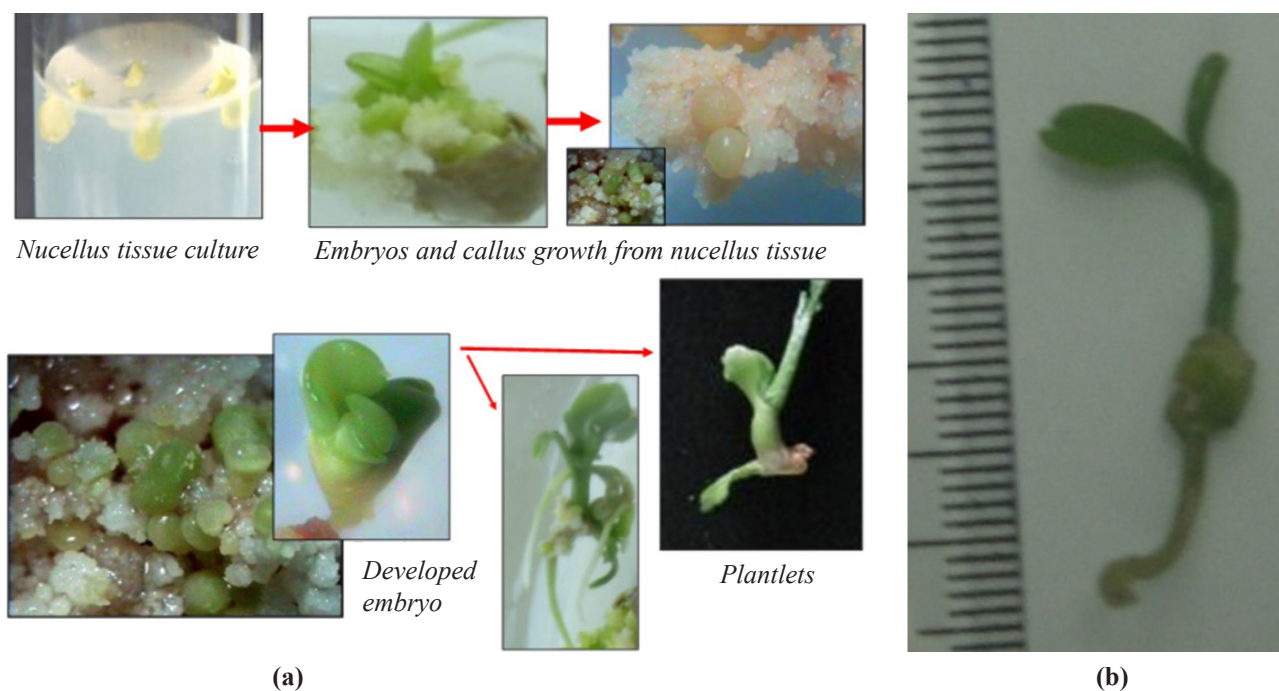 Nucellus tissue culture
Embryos and callus growth from nucellus tissue
Developed
embryo
Plantlets
(a)
(b)